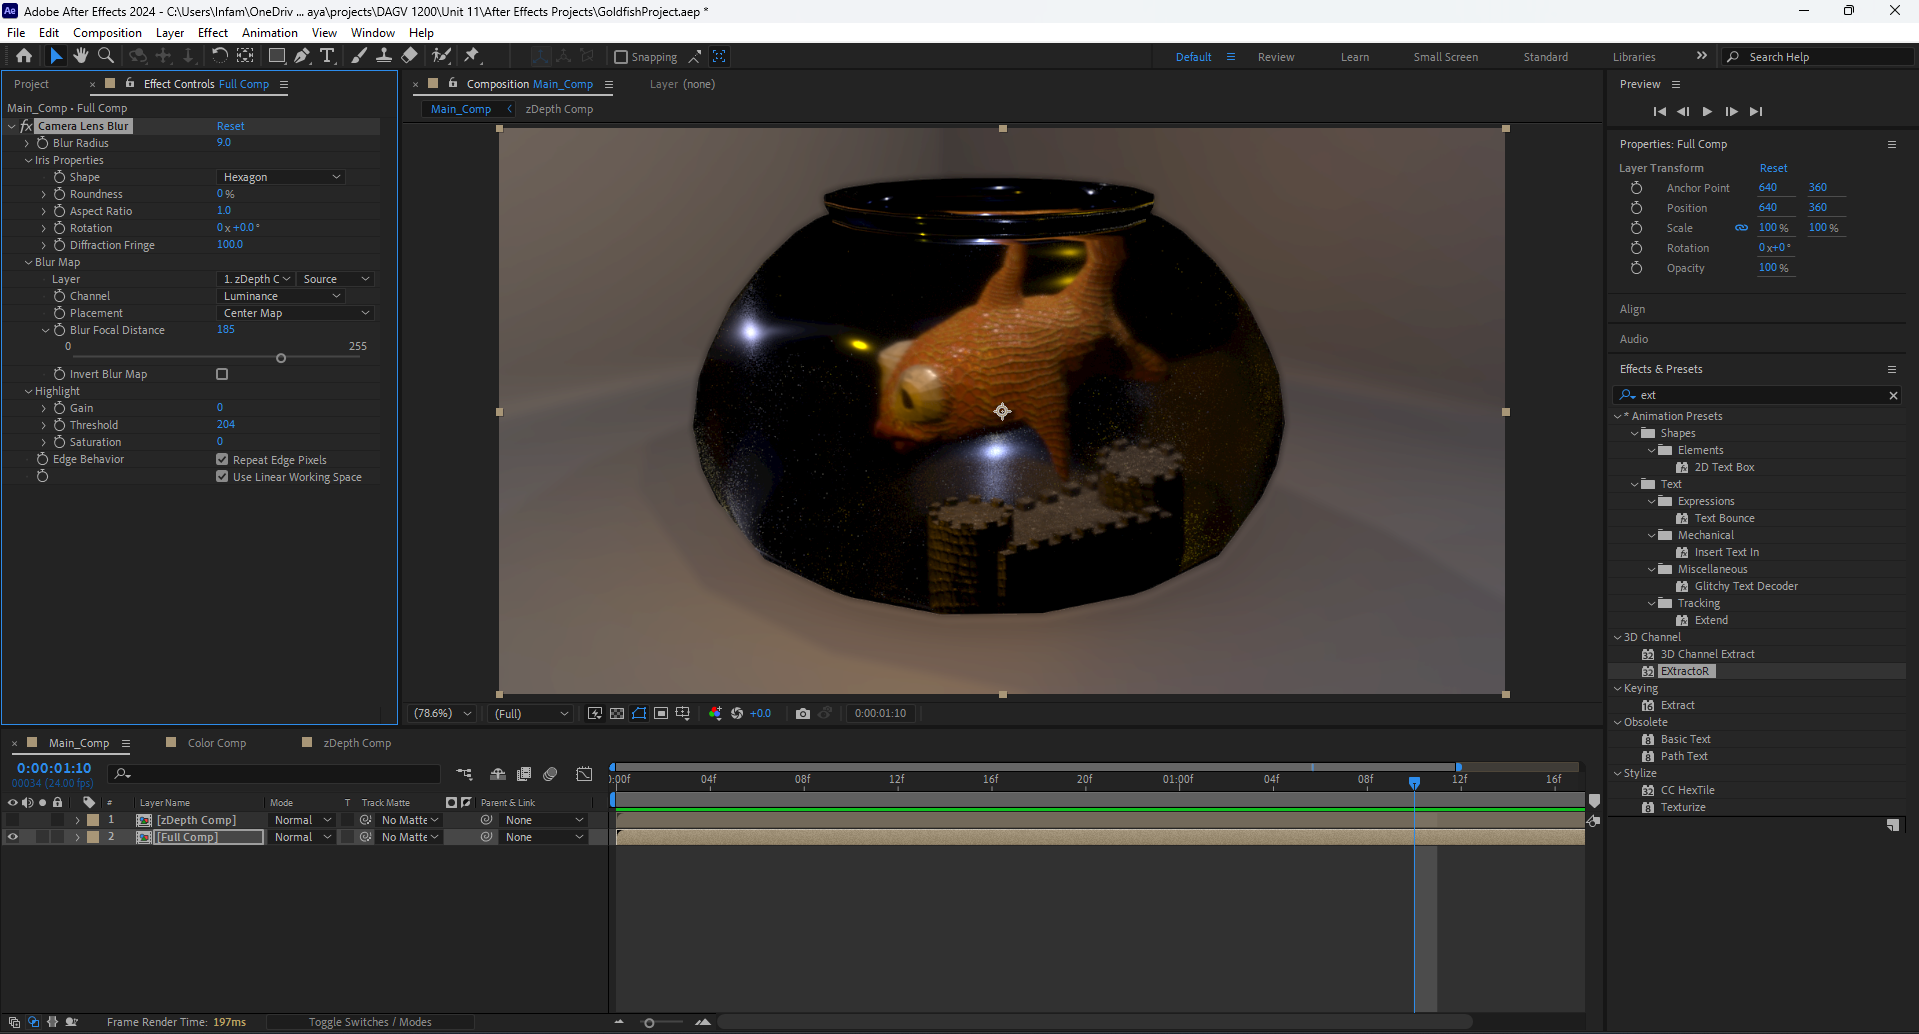 Adobe After Effects 2024 - C:\Users\Infam\OneDriv ... aya\projects\DAGV 1200\Unit 11\After Effects Projects\GoldfishProject.aep *
File Edit Composition Layer Effect Animation View Window Help
Snapping
Default Review Learn Small Screen Standard Libraries Search Help
Project
Effect Controls Full Comp
Main_Comp • Full Comp
fx Camera Lens Blur Reset
Blur Radius 9.0
Iris Properties
Shape Hexagon
Roundness 0 %
Aspect Ratio 1.0
Rotation 0 x +0.0 °
Diffraction Fringe 100.0
Blur Map
Layer 1. zDepth C Source
Channel Luminance
Placement Center Map
Blur Focal Distance 185
0 255
Invert Blur Map
Highlight
Gain 0
Threshold 204
Saturation 0
Edge Behavior Repeat Edge Pixels
Use Linear Working Space
Composition Main_Comp
Layer (none)
Main_Comp zDepth Comp
(78.6%) (Full) +0.0 0:00:01:10
Preview
Properties: Full Comp
Layer Transform Reset
Anchor Point 640 360
Position 640 360
Scale 100 % 100 %
Rotation 0 x+0 °
Opacity 100 %
Align
Audio
Effects & Presets
ext
* Animation Presets
Shapes
Elements
2D Text Box
Text
Expressions
Text Bounce
Mechanical
Insert Text In
Miscellaneous
Glitchy Text Decoder
Tracking
Extend
3D Channel
3D Channel Extract
EXtractoR
Keying
Extract
Obsolete
Basic Text
Path Text
Stylize
CC HexTile
Texturize
Main_Comp Color Comp zDepth Comp
0:00:01:10
00034 (24.00 fps)
):00f 04f 08f 12f 16f 20f 01:00f 04f 08f 12f 16f
# Layer Name Mode T Track Matte Parent & Link
1 [zDepth Comp] Normal No Matte None
2 [Full Comp] Normal No Matte None
Frame Render Time: 197ms Toggle Switches / Modes